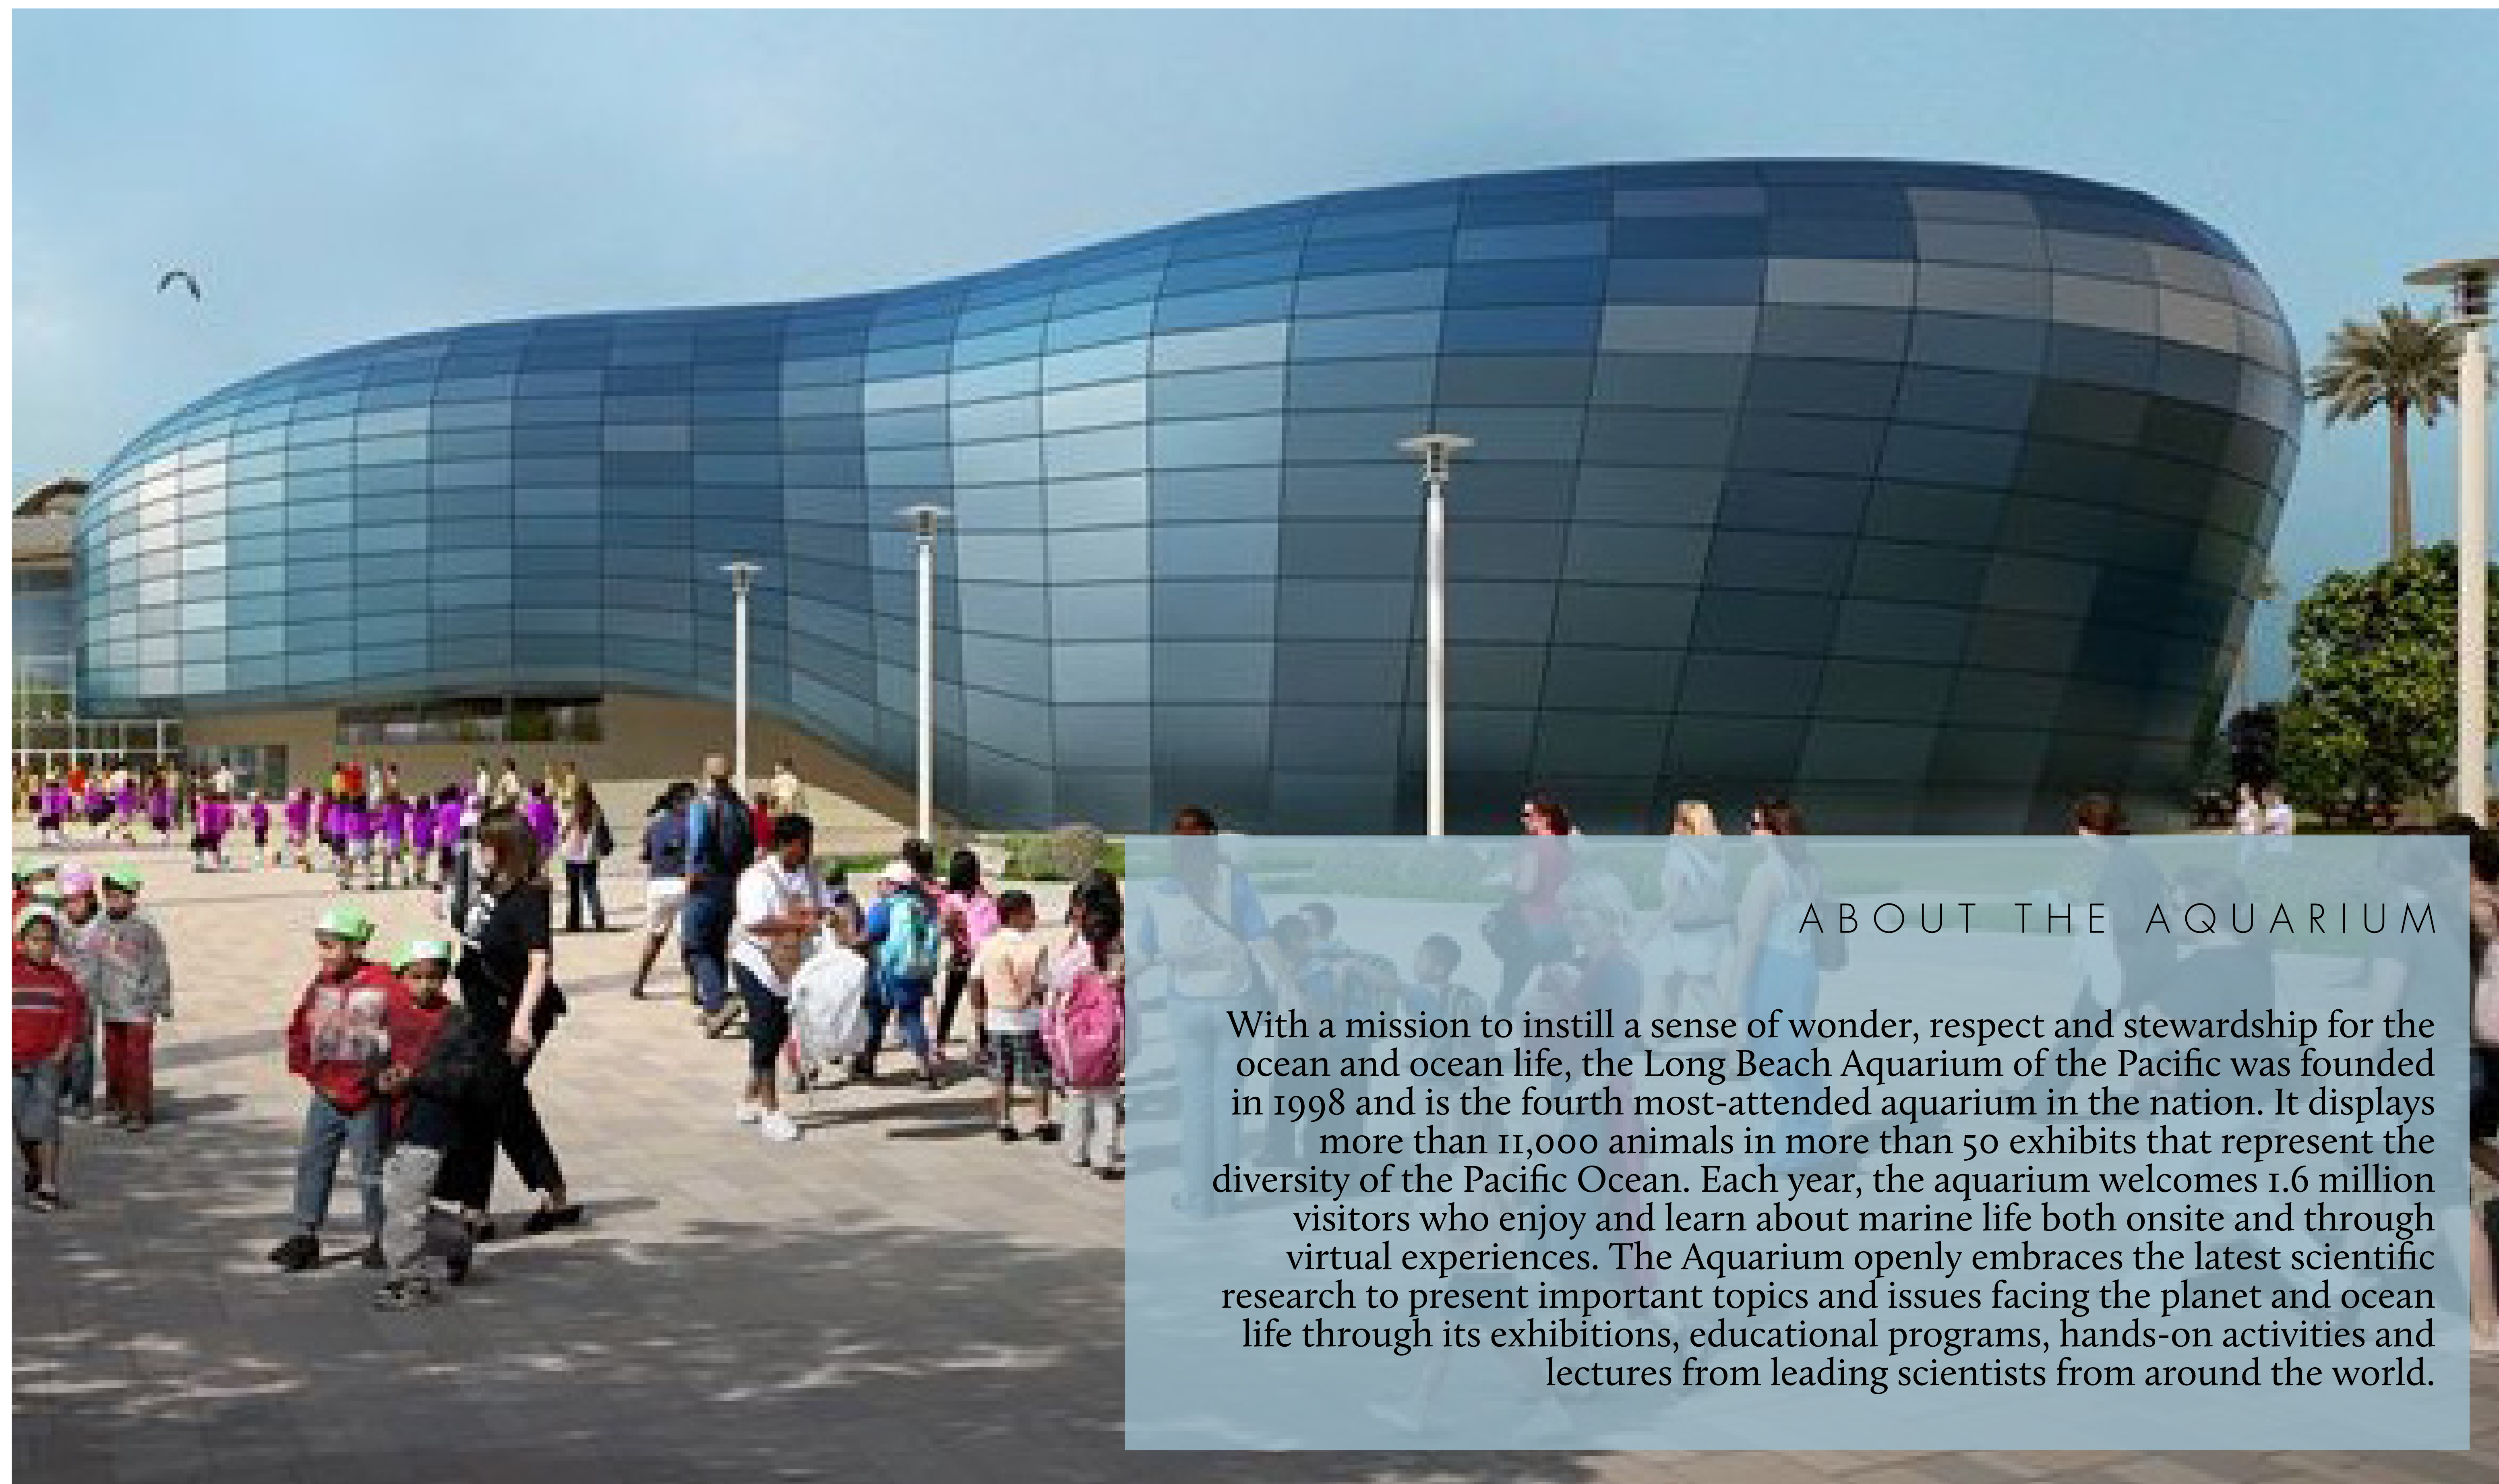 ABOUT THE AQUARIUM
With a mission to instill a sense of wonder, respect and stewardship for the
ocean and ocean life, the Long Beach Aquarium of the Pacific was founded
in 1998 and is the fourth most-attended aquarium in the nation. It displays
more than 11,000 animals in more than 50 exhibits that represent the
diversity of the Pacific Ocean. Each year, the aquarium welcomes 1.6 million
visitors who enjoy and learn about marine life both onsite and through
virtual experiences. The Aquarium openly embraces the latest scientific
research to present important topics and issues facing the planet and ocean
life through its exhibitions, educational programs, hands-on activities and
lectures from leading scientists from around the world.